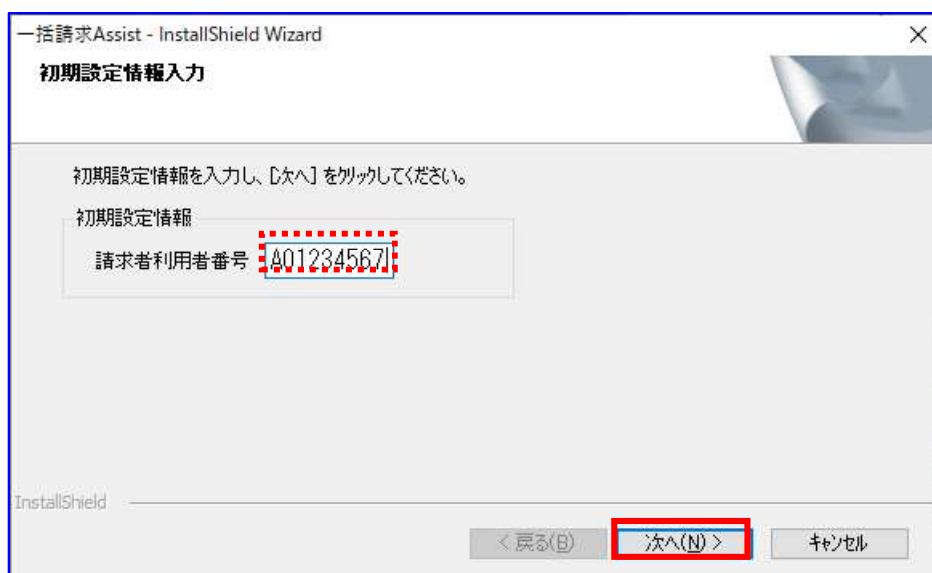 一括請求Assist - InstallShield Wizard
初期設定情報入力
初期設定情報を入力し、[次へ] をクリックしてください。
初期設定情報
請求者利用者番号 A01234567
InstallShield
< 戻る(B) 次へ(N) > キャンセル